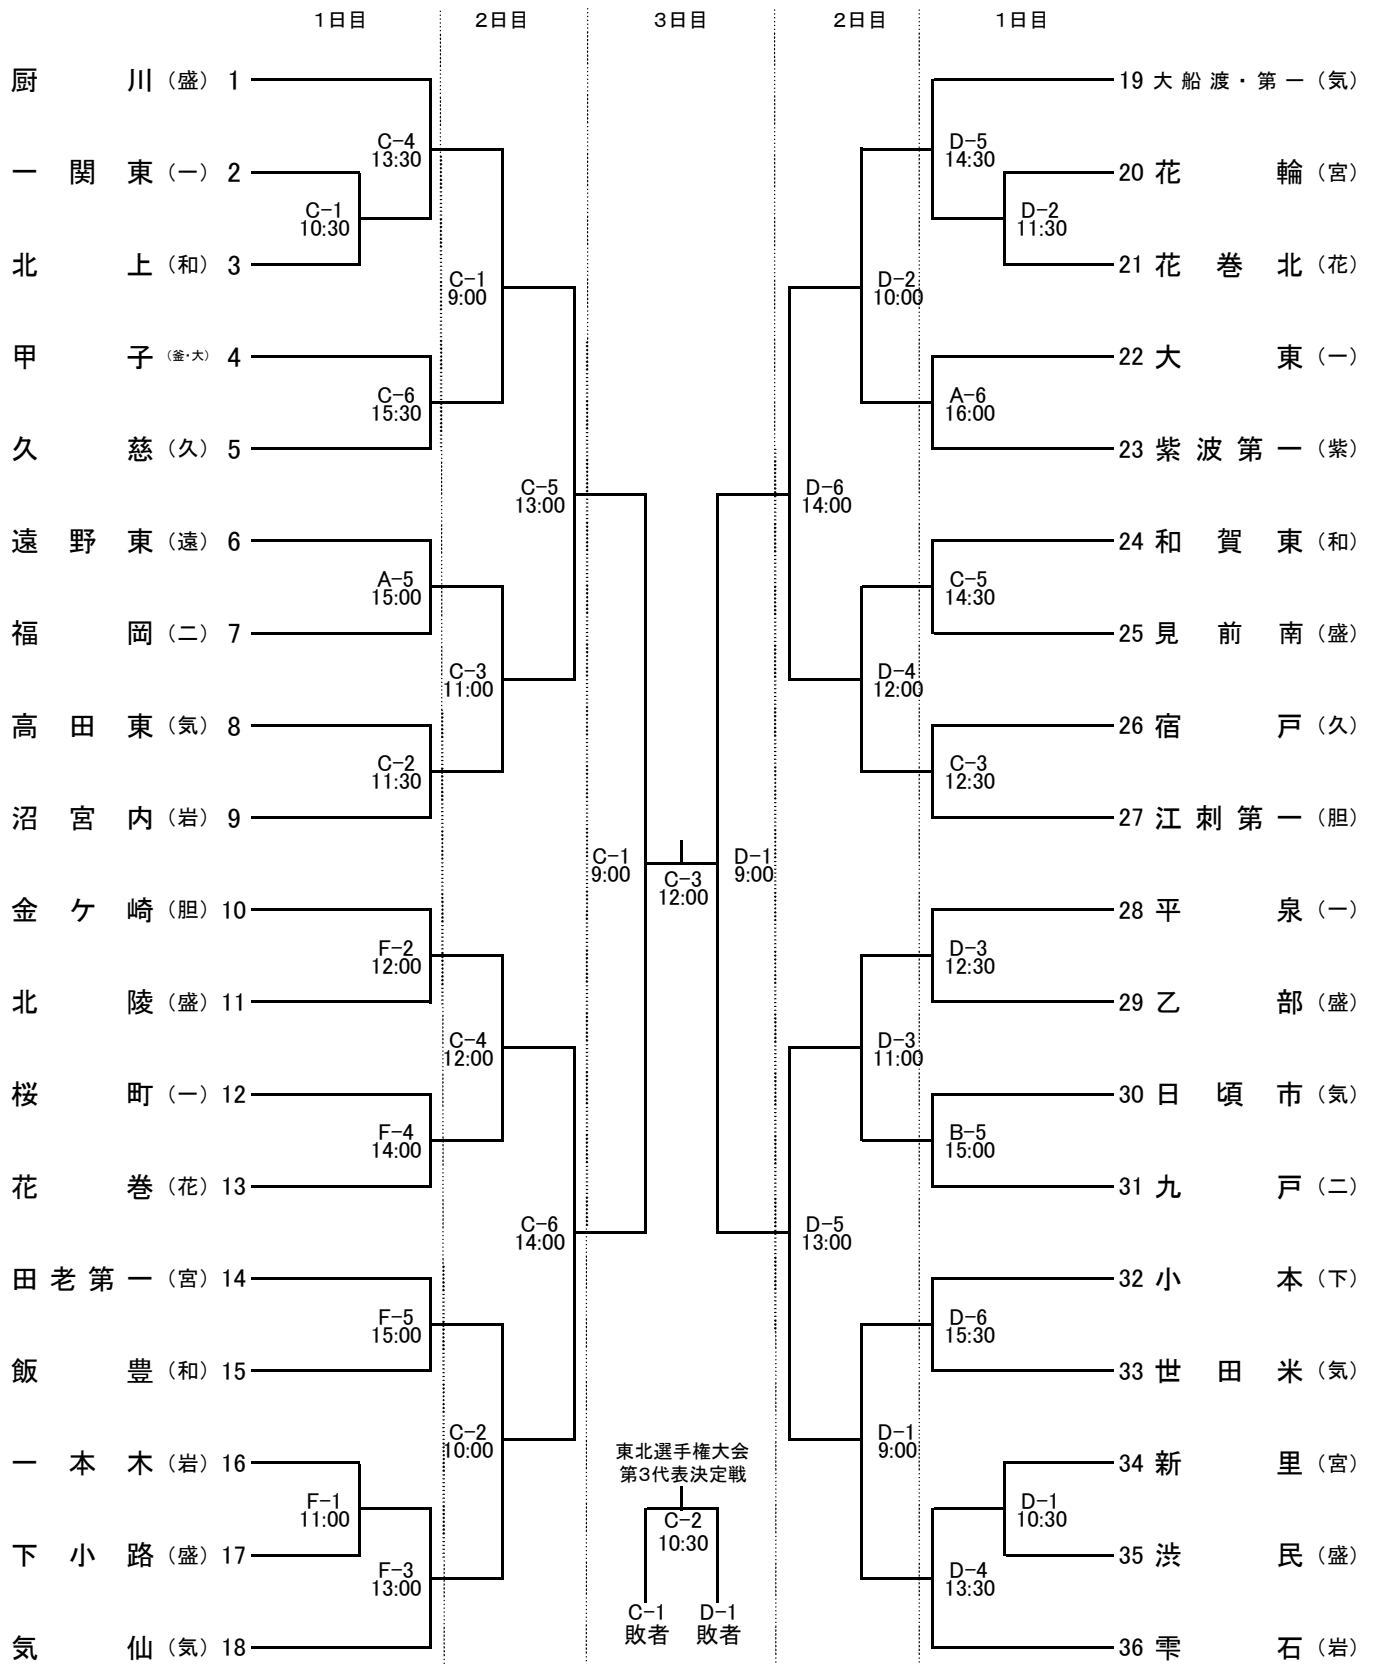 1日目 2日目 3日目 2日目 1日目
厨川（盛） 1
19 大船渡・第一（気）
C-4
13:30
D-5
14:30
一関東（一） 2
20 花輪（宮）
C-1
10:30
D-2
11:30
北上（和） 3
21 花巻北（花）
C-1
9:00
D-2
10:00
甲子（釜・大） 4
22 大東（一）
C-6
15:30
A-6
16:00
久慈（久） 5
23 紫波第一（紫）
C-5
13:00
D-6
14:00
遠野東（遠） 6
24 和賀東（和）
A-5
15:00
C-5
14:30
福岡（二） 7
25 見前南（盛）
C-3
11:00
D-4
12:00
高田東（気） 8
26 宿戸（久）
C-2
11:30
C-3
12:30
沼宮内（岩） 9
27 江刺第一（胆）
C-1
9:00
C-3
12:00
D-1
9:00
金ケ崎（胆） 10
28 平泉（一）
F-2
12:00
D-3
12:30
北陵（盛） 11
29 乙部（盛）
C-4
12:00
D-3
11:00
桜町（一） 12
30 日頃市（気）
F-4
14:00
B-5
15:00
花巻（花） 13
31 九戸（二）
C-6
14:00
D-5
13:00
田老第一（宮） 14
32 小本（下）
F-5
15:00
D-6
15:30
飯豊（和） 15
33 世田米（気）
C-2
10:00
D-1
9:00
東北選手権大会
第3代表決定戦
一本木（岩） 16
34 新里（宮）
F-1
11:00
C-2
10:30
D-1
10:30
下小路（盛） 17
35 渋民（盛）
F-3
13:00
D-4
13:30
C-1
敗者
D-1
敗者
気仙（気） 18
36 雫石（岩）